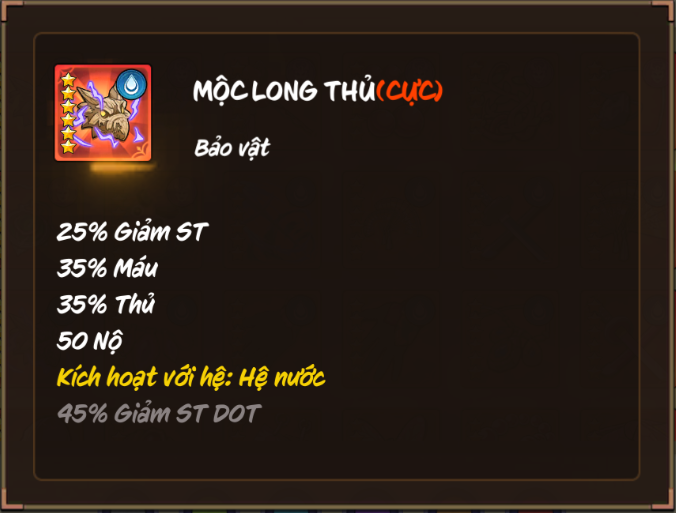 MỘC LONG THỦ(CỰC)
Bảo vật
25% Giảm ST
35% Máu
35% Thủ
50 Nộ
Kích hoạt với hệ: Hệ nước
45% Giảm ST DOT